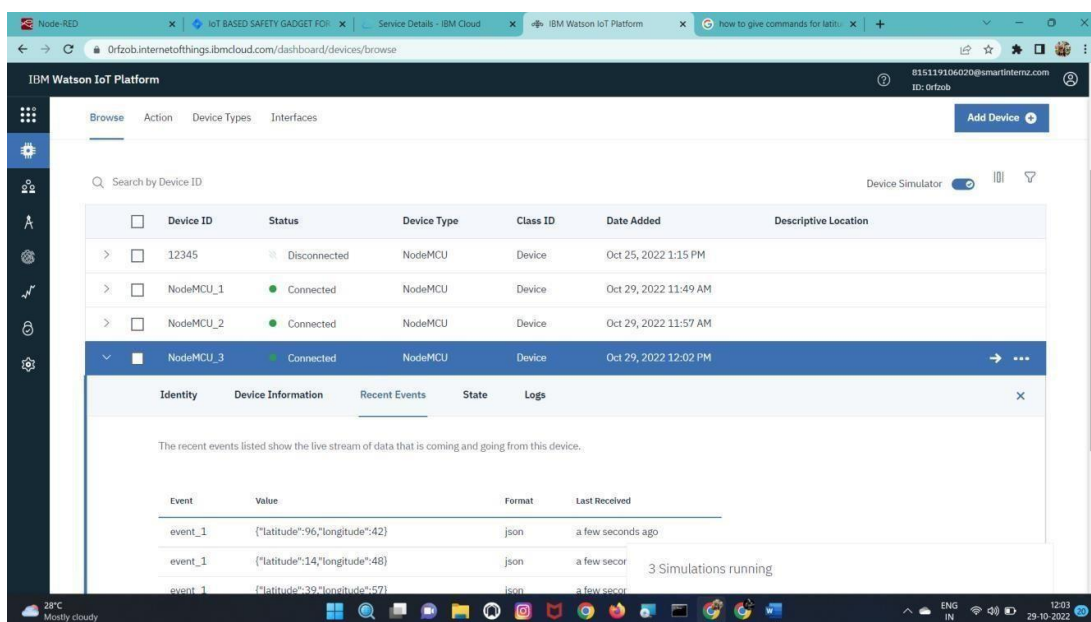 Node-RED IoT BASED SAFETY GADGET FOR Service Details - IBM Cloud IBM Watson IoT Platform how to give commands for latitu
0rfzob.internetofthings.ibmcloud.com/dashboard/devices/browse
IBM Watson IoT Platform
815119106020@smartinternz.com
ID: 0rfzob
Browse Action Device Types Interfaces Add Device
Search by Device ID Device Simulator
Device ID Status Device Type Class ID Date Added Descriptive Location
12345 Disconnected NodeMCU Device Oct 25, 2022 1:15 PM
NodeMCU_1 Connected NodeMCU Device Oct 29, 2022 11:49 AM
NodeMCU_2 Connected NodeMCU Device Oct 29, 2022 11:57 AM
NodeMCU_3 Connected NodeMCU Device Oct 29, 2022 12:02 PM
Identity Device Information Recent Events State Logs
The recent events listed show the live stream of data that is coming and going from this device.
Event Value Format Last Received
event_1 {"latitude":96,"longitude":42} json a few seconds ago
event_1 {"latitude":14,"longitude":48} json a few secor
3 Simulations running
event_1 {"latitude":39,"longitude":57} json a few secor
28°C
Mostly cloudy
ENG
IN
12:03
29-10-2022
20